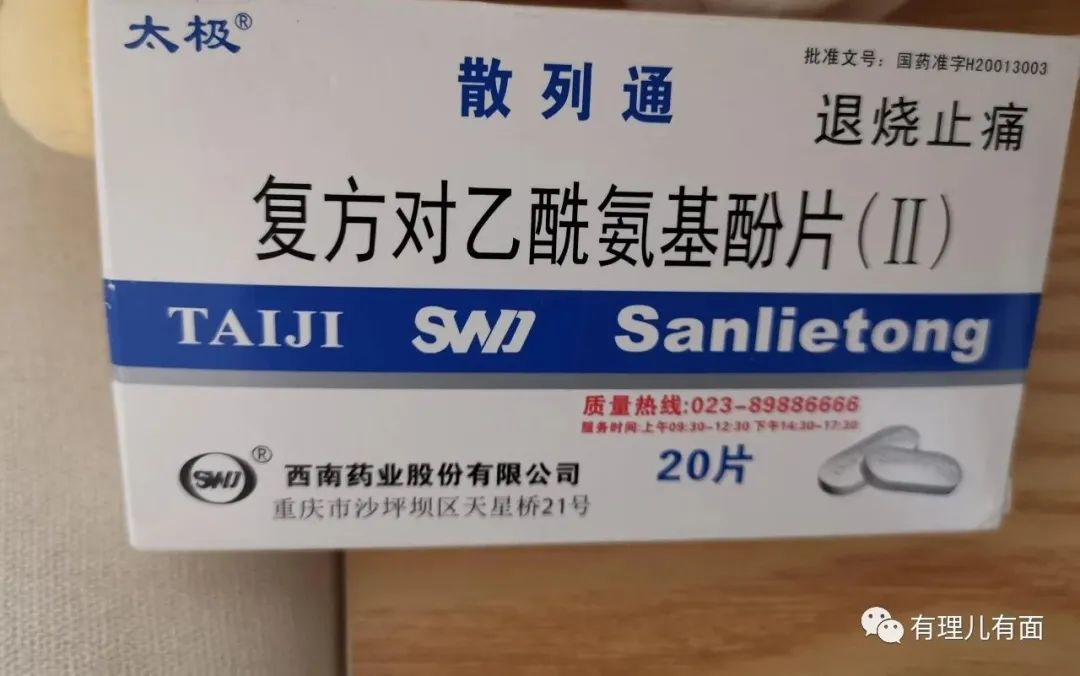 太极®
批准文号：国药准字H20013003
散列通
退烧止痛
复方对乙酰氨基酚片(Ⅱ)
TAIJI SWP Sanlietong
质量热线:023-89886666
服务时间:上午09:30-12:30 下午14:30-17:30
20片
SWP®
西南药业股份有限公司
重庆市沙坪坝区天星桥21号
有理儿有面